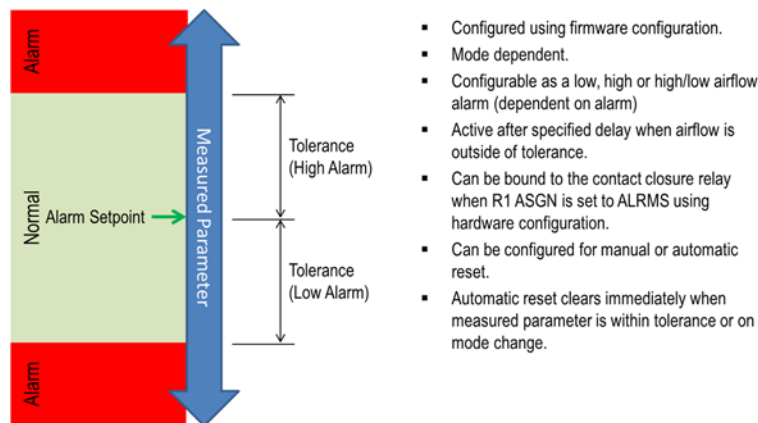 Alarm
Normal
Alarm Setpoint
Alarm
Measured Parameter
Tolerance
(High Alarm)
Tolerance
(Low Alarm)
▪ Configured using firmware configuration.
▪ Mode dependent.
▪ Configurable as a low, high or high/low airflow
alarm (dependent on alarm)
▪ Active after specified delay when airflow is
outside of tolerance.
▪ Can be bound to the contact closure relay
when R1 ASGN is set to ALRMS using
hardware configuration.
▪ Can be configured for manual or automatic
reset.
▪ Automatic reset clears immediately when
measured parameter is within tolerance or on
mode change.